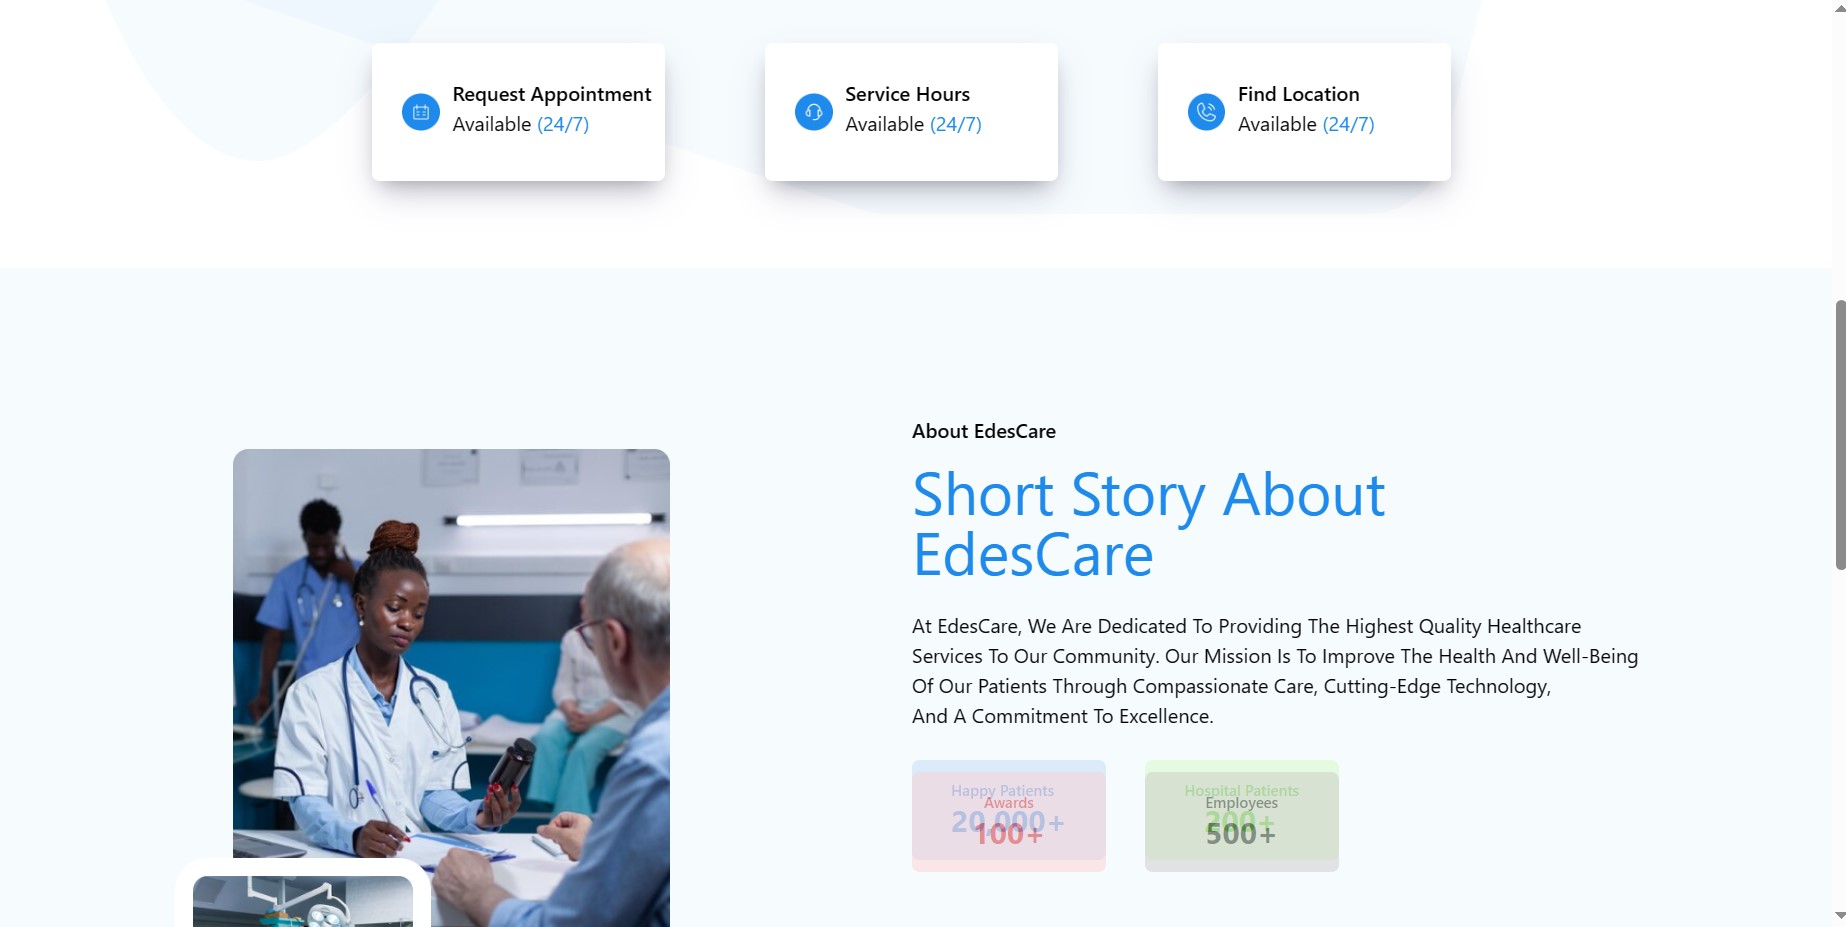 Request Appointment
Available (24/7)
Service Hours
Available (24/7)
Find Location
Available (24/7)
About EdesCare
Short Story About
EdesCare
At EdesCare, We Are Dedicated To Providing The Highest Quality Healthcare
Services To Our Community. Our Mission Is To Improve The Health And Well-Being
Of Our Patients Through Compassionate Care, Cutting-Edge Technology,
And A Commitment To Excellence.
Happy Patients
20,000+
Awards
100+
Hospital Patients
200+
Employees
500+